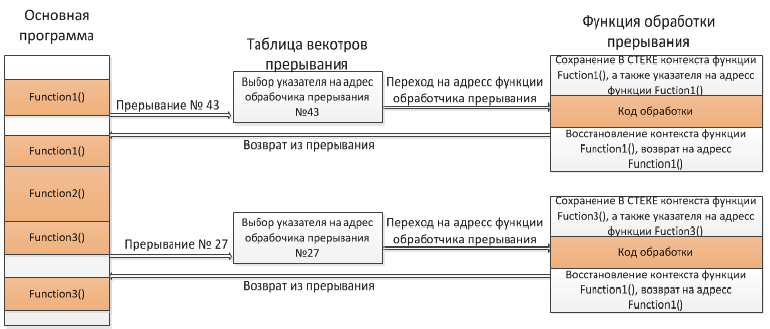 Основная
программа
Таблица векотров
прерывания
Функция обработки
прерывания
Function1()
Прерывание № 43
Выбор указателя на адрес
обрабочика прерывания
№43
Переход на адресс функции
обработчика прерывания
Сохранение В СТЕКЕ контекста функции
Fuction1(), а также указателя на адресс
функции Fuction1()
Код обработки
Восстановление контекста функции
Function1(), возврат на адресс
Function1()
Возврат из прерывания
Function1()
Function2()
Function3()
Прерывание № 27
Выбор указателя на адрес
обрабочика прерывания
№27
Переход на адресс функции
обработчика прерывания
Сохранение В СТЕКЕ контекста функции
Fuction3(), а также указателя на адресс
функции Fuction3()
Код обработки
Восстановление контекста функции
Function1(), возврат на адресс
Function1()
Возврат из прерывания
Function3()